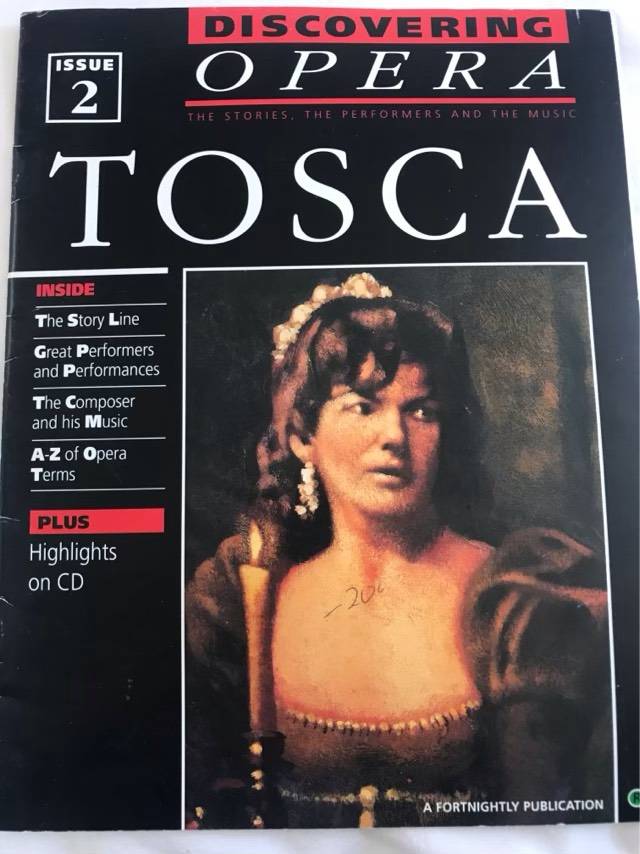 DISCOVERING
OPERA
THE STORIES, THE PERFORMERS AND THE MUSIC
ISSUE
2
TOSCA
INSIDE
The Story Line
Great Performers
and Performances
The Composer
and his Music
A-Z of Opera
Terms
PLUS
Highlights
on CD
A FORTNIGHTLY PUBLICATION